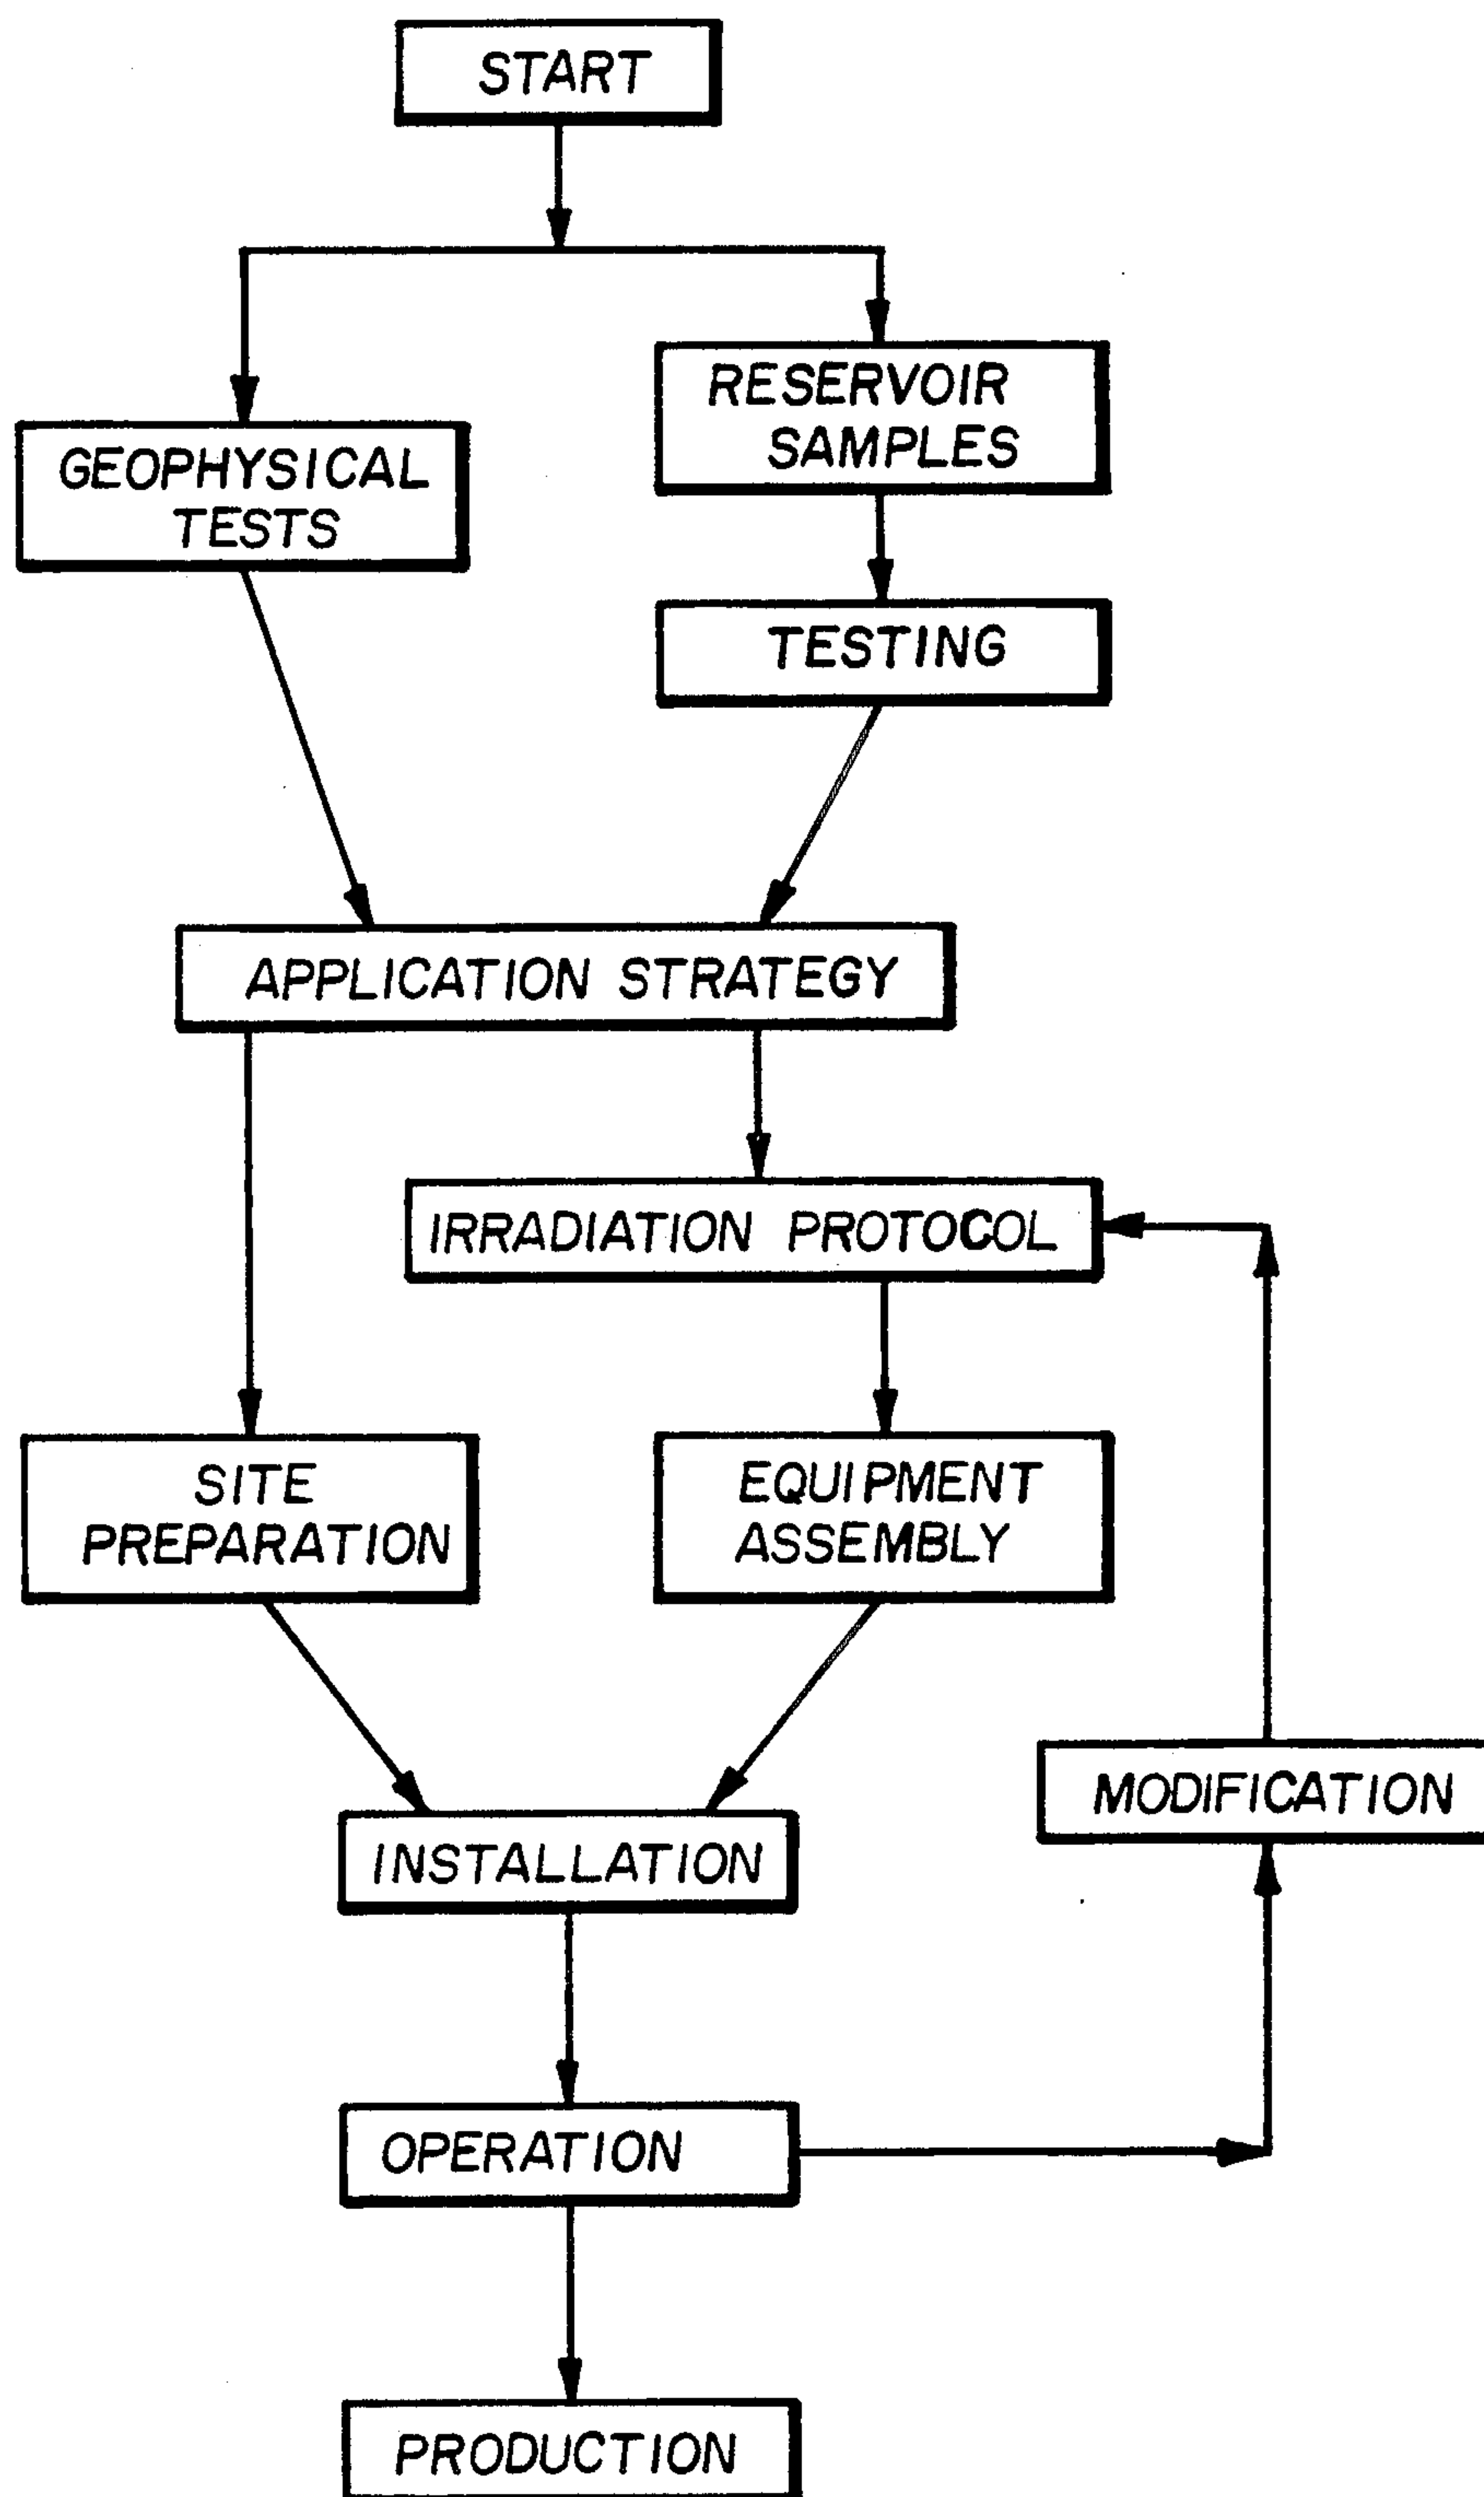 START
RESERVOIR
SAMPLES
GEOPHYSICAL
TESTS
TESTING
APPLICATION STRATEGY
IRRADIATION PROTOCOL
SITE
PREPARATION
EQUIPMENT
ASSEMBLY
MODIFICATION
INSTALLATION
OPERATION
PRODUCTION